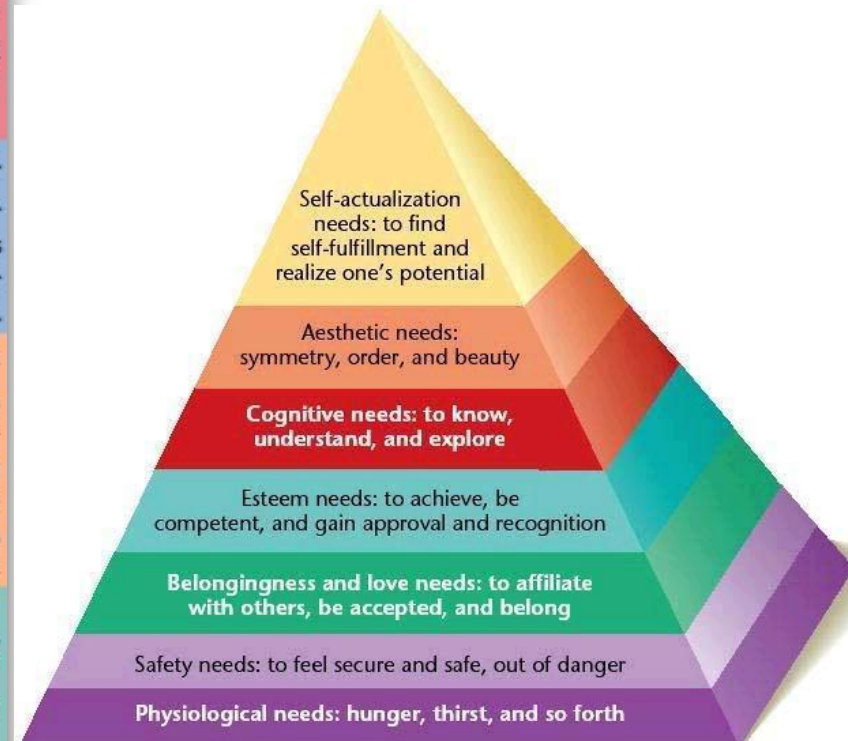 Self-actualization
needs: to find
self-fulfillment and
realize one's potential
Aesthetic needs:
symmetry, order, and beauty
Cognitive needs: to know,
understand, and explore
Esteem needs: to achieve, be
competent, and gain approval and recognition
Belongingness and love needs: to affiliate
with others, be accepted, and belong
Safety needs: to feel secure and safe, out of danger
Physiological needs: hunger, thirst, and so forth